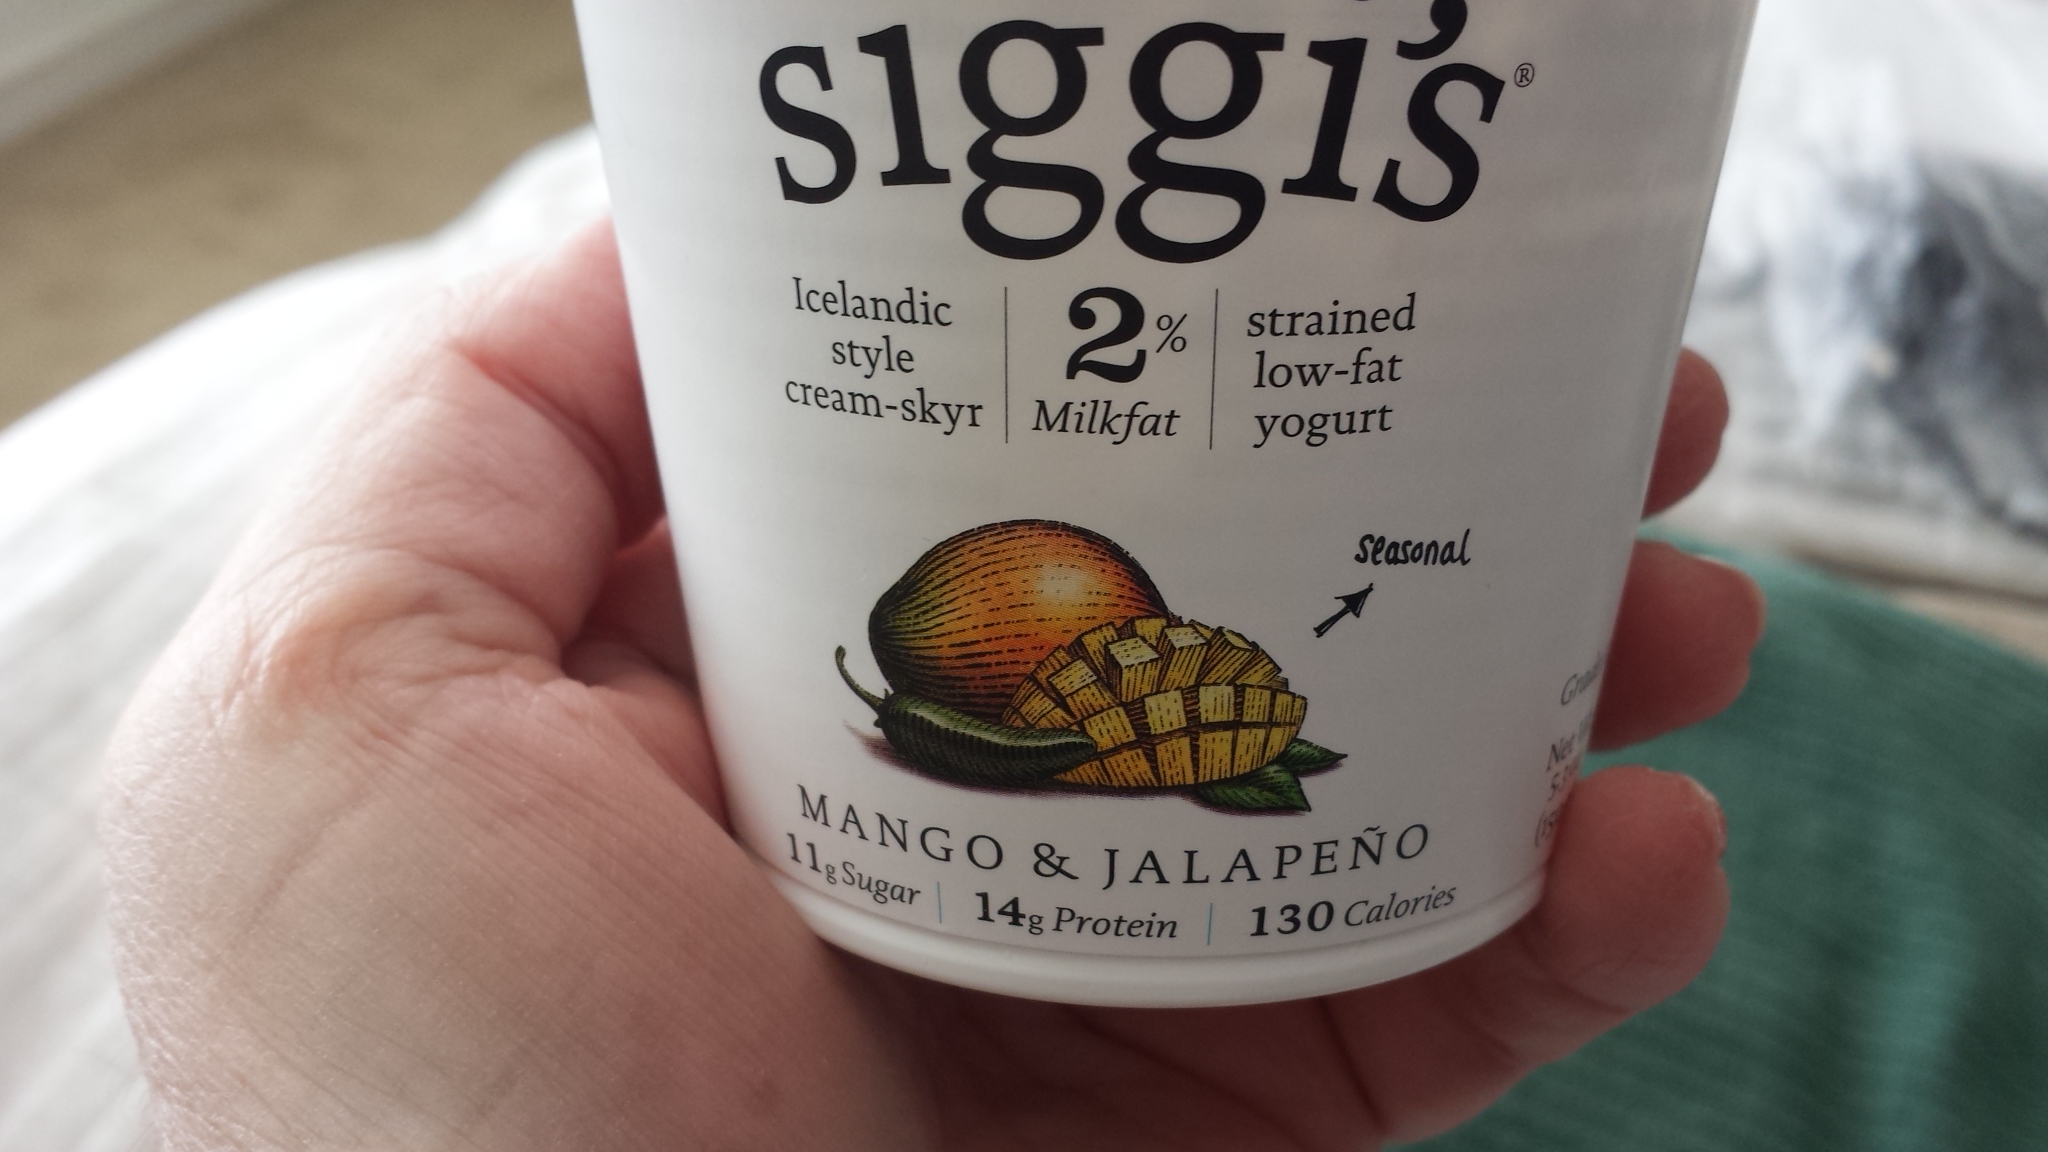 siggi's®
Icelandic
style
cream-skyr
2%
Milkfat
strained
low-fat
yogurt
seasonal
MANGO & JALAPEÑO
11g Sugar | 14g Protein | 130 Calories
Net